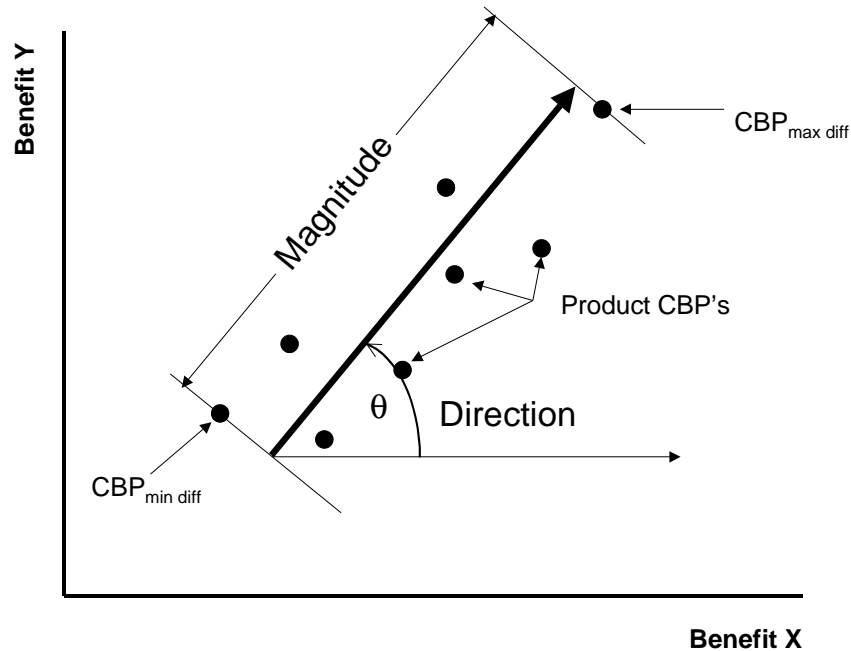 Benefit Y
CBPmax diff
Magnitude
Product CBP's
θ
Direction
CBPmin diff
Benefit X